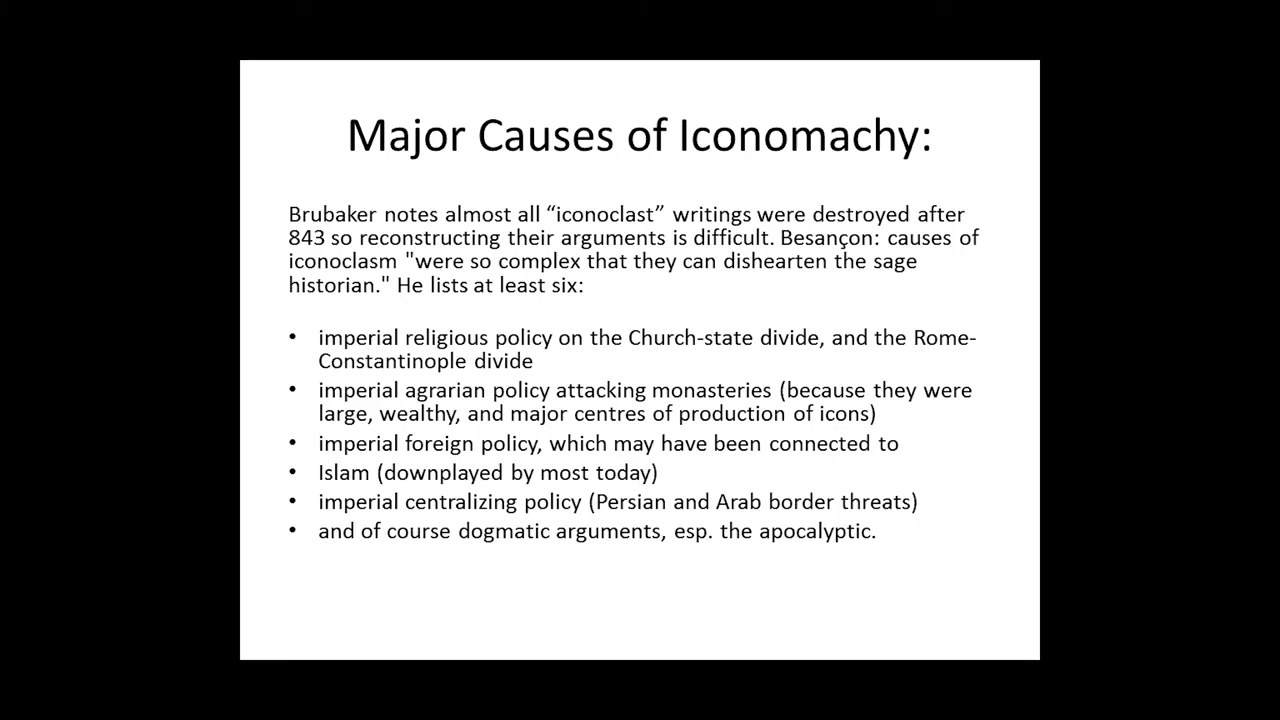 Major Causes of Iconomachy:
Brubaker notes almost all “iconoclast” writings were destroyed after
843 so reconstructing their arguments is difficult. Besançon: causes of
iconoclasm "were so complex that they can dishearten the sage
historian." He lists at least six:
• imperial religious policy on the Church-state divide, and the Rome-
Constantinople divide
• imperial agrarian policy attacking monasteries (because they were
large, wealthy, and major centres of production of icons)
• imperial foreign policy, which may have been connected to
• Islam (downplayed by most today)
• imperial centralizing policy (Persian and Arab border threats)
• and of course dogmatic arguments, esp. the apocalyptic.